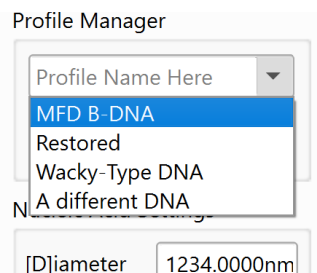 Profile Manager
Profile Name Here
MFD B-DNA
Restored
Wacky-Type DNA
A different DNA
[D]iameter 1234.0000nm